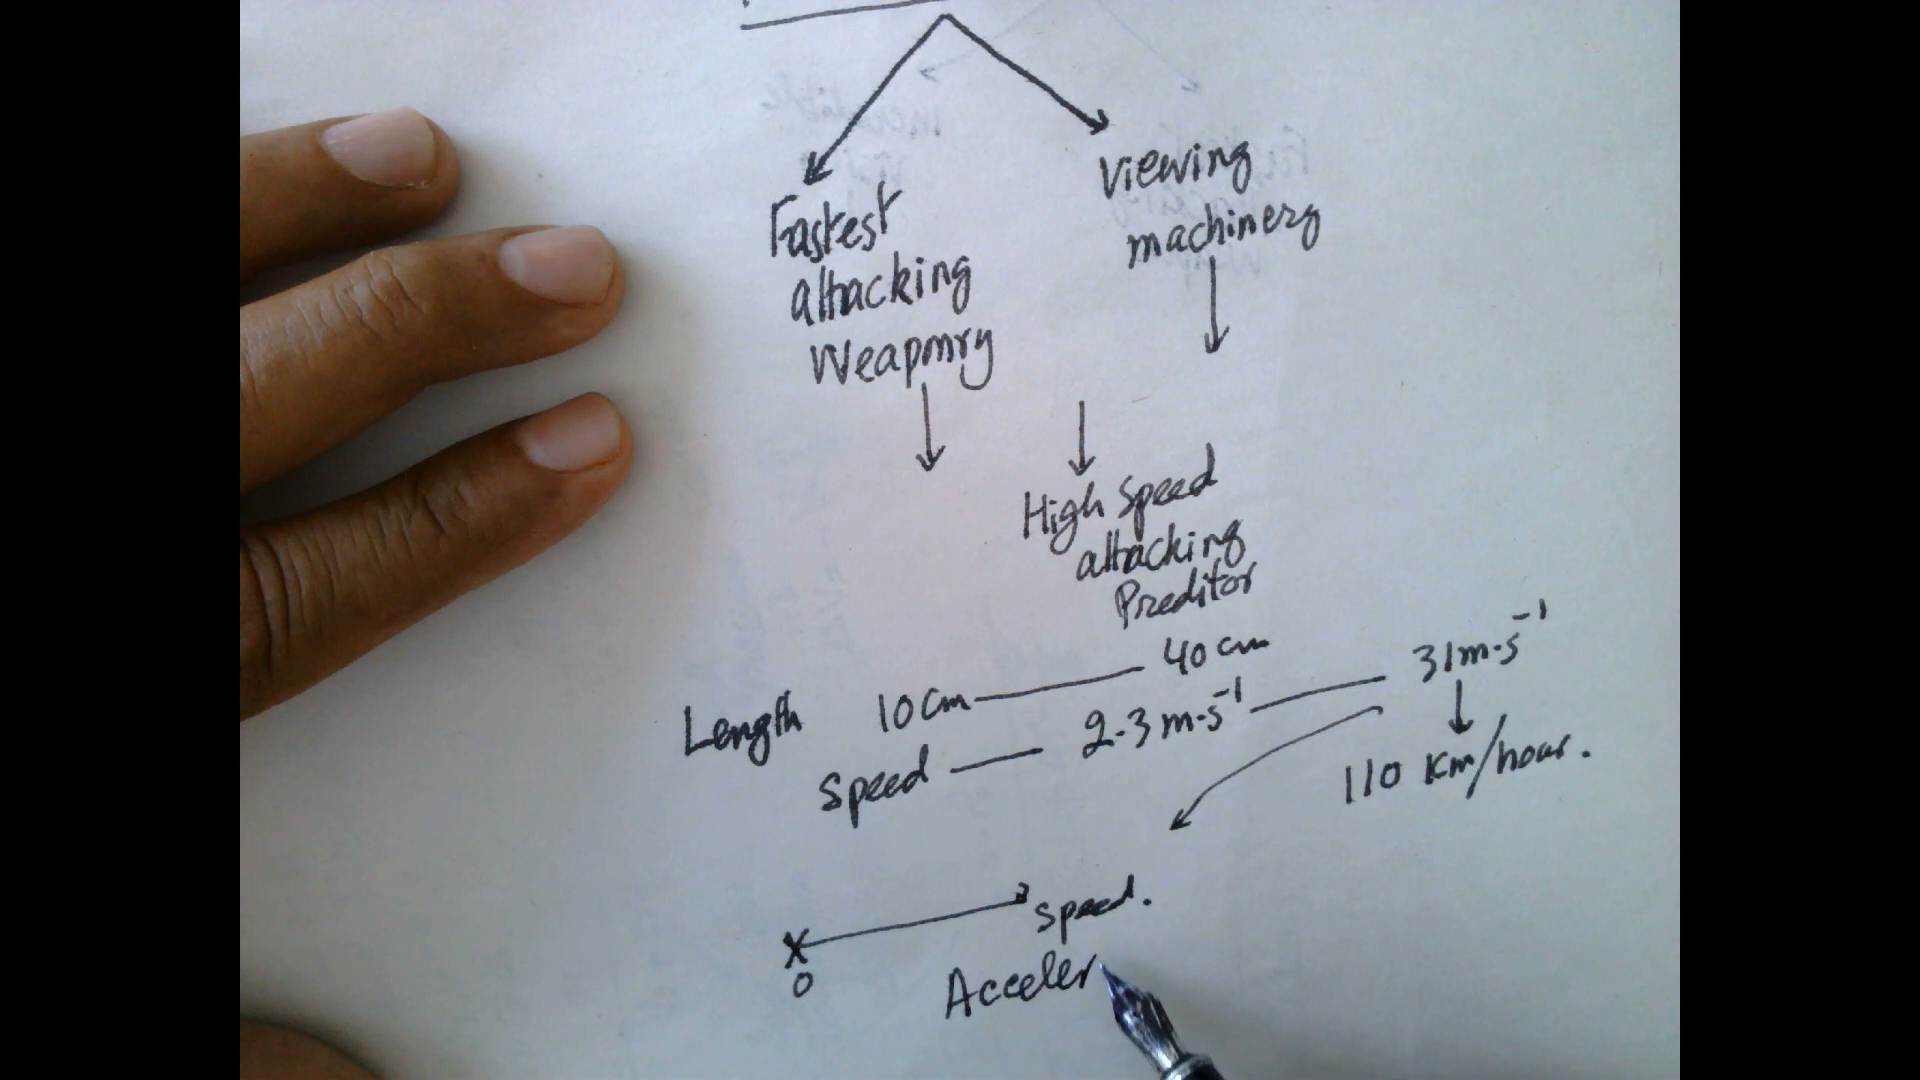 Fastest
attacking
Weaponry
Viewing
machinery
High Speed
attacking
Preditor
Length 10 cm 40 cm
Speed 2-3 m·s⁻¹ 31 m·s⁻¹
110 Km/hour.
X
0
Speed.
Acceler